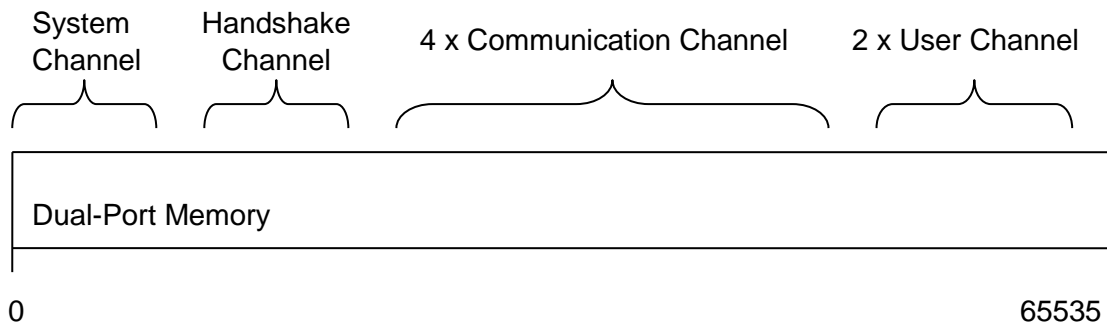 System
Channel
Handshake
Channel
4 x Communication Channel
2 x User Channel
Dual-Port Memory
0
65535